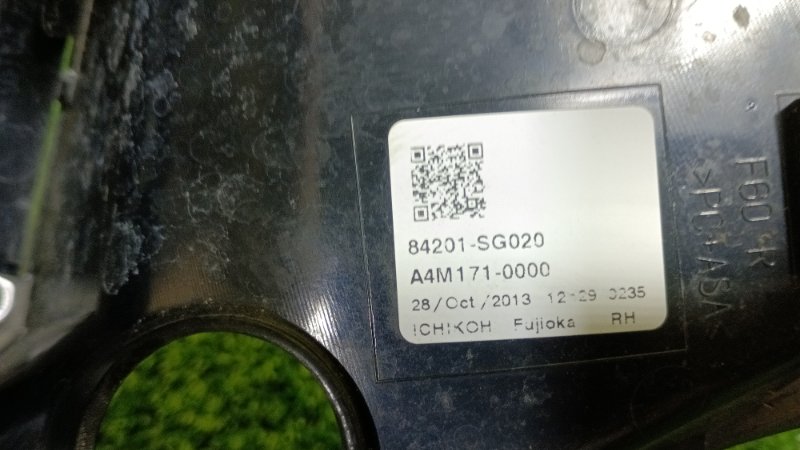 84201-SG020
A4M171-0000
28/Oct/2013 12:29 0235
ICHIKOH Fujioka RH
F60 R
>PC+ASA<